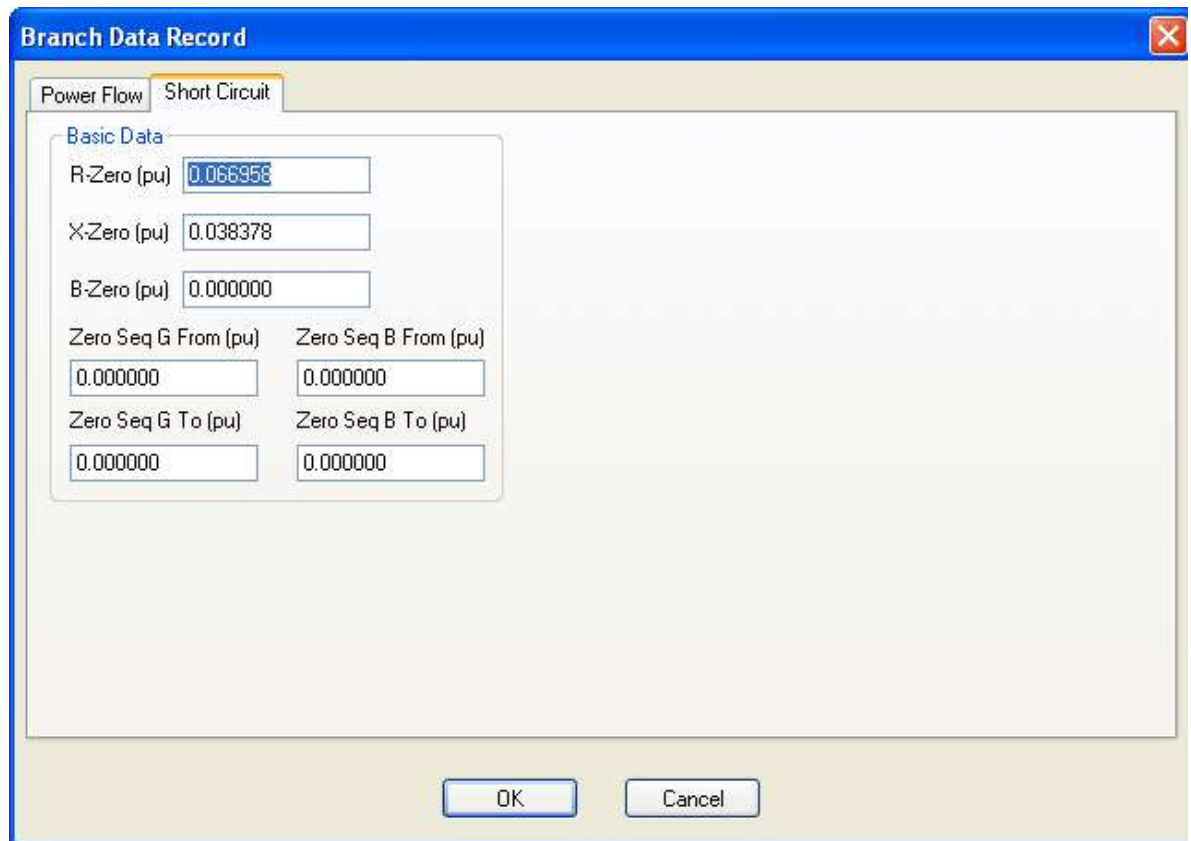 Branch Data Record
Power Flow Short Circuit
Basic Data
R-Zero (pu) 0.066958
X-Zero (pu) 0.038378
B-Zero (pu) 0.000000
Zero Seq G From (pu) Zero Seq B From (pu)
0.000000 0.000000
Zero Seq G To (pu) Zero Seq B To (pu)
0.000000 0.000000
OK Cancel